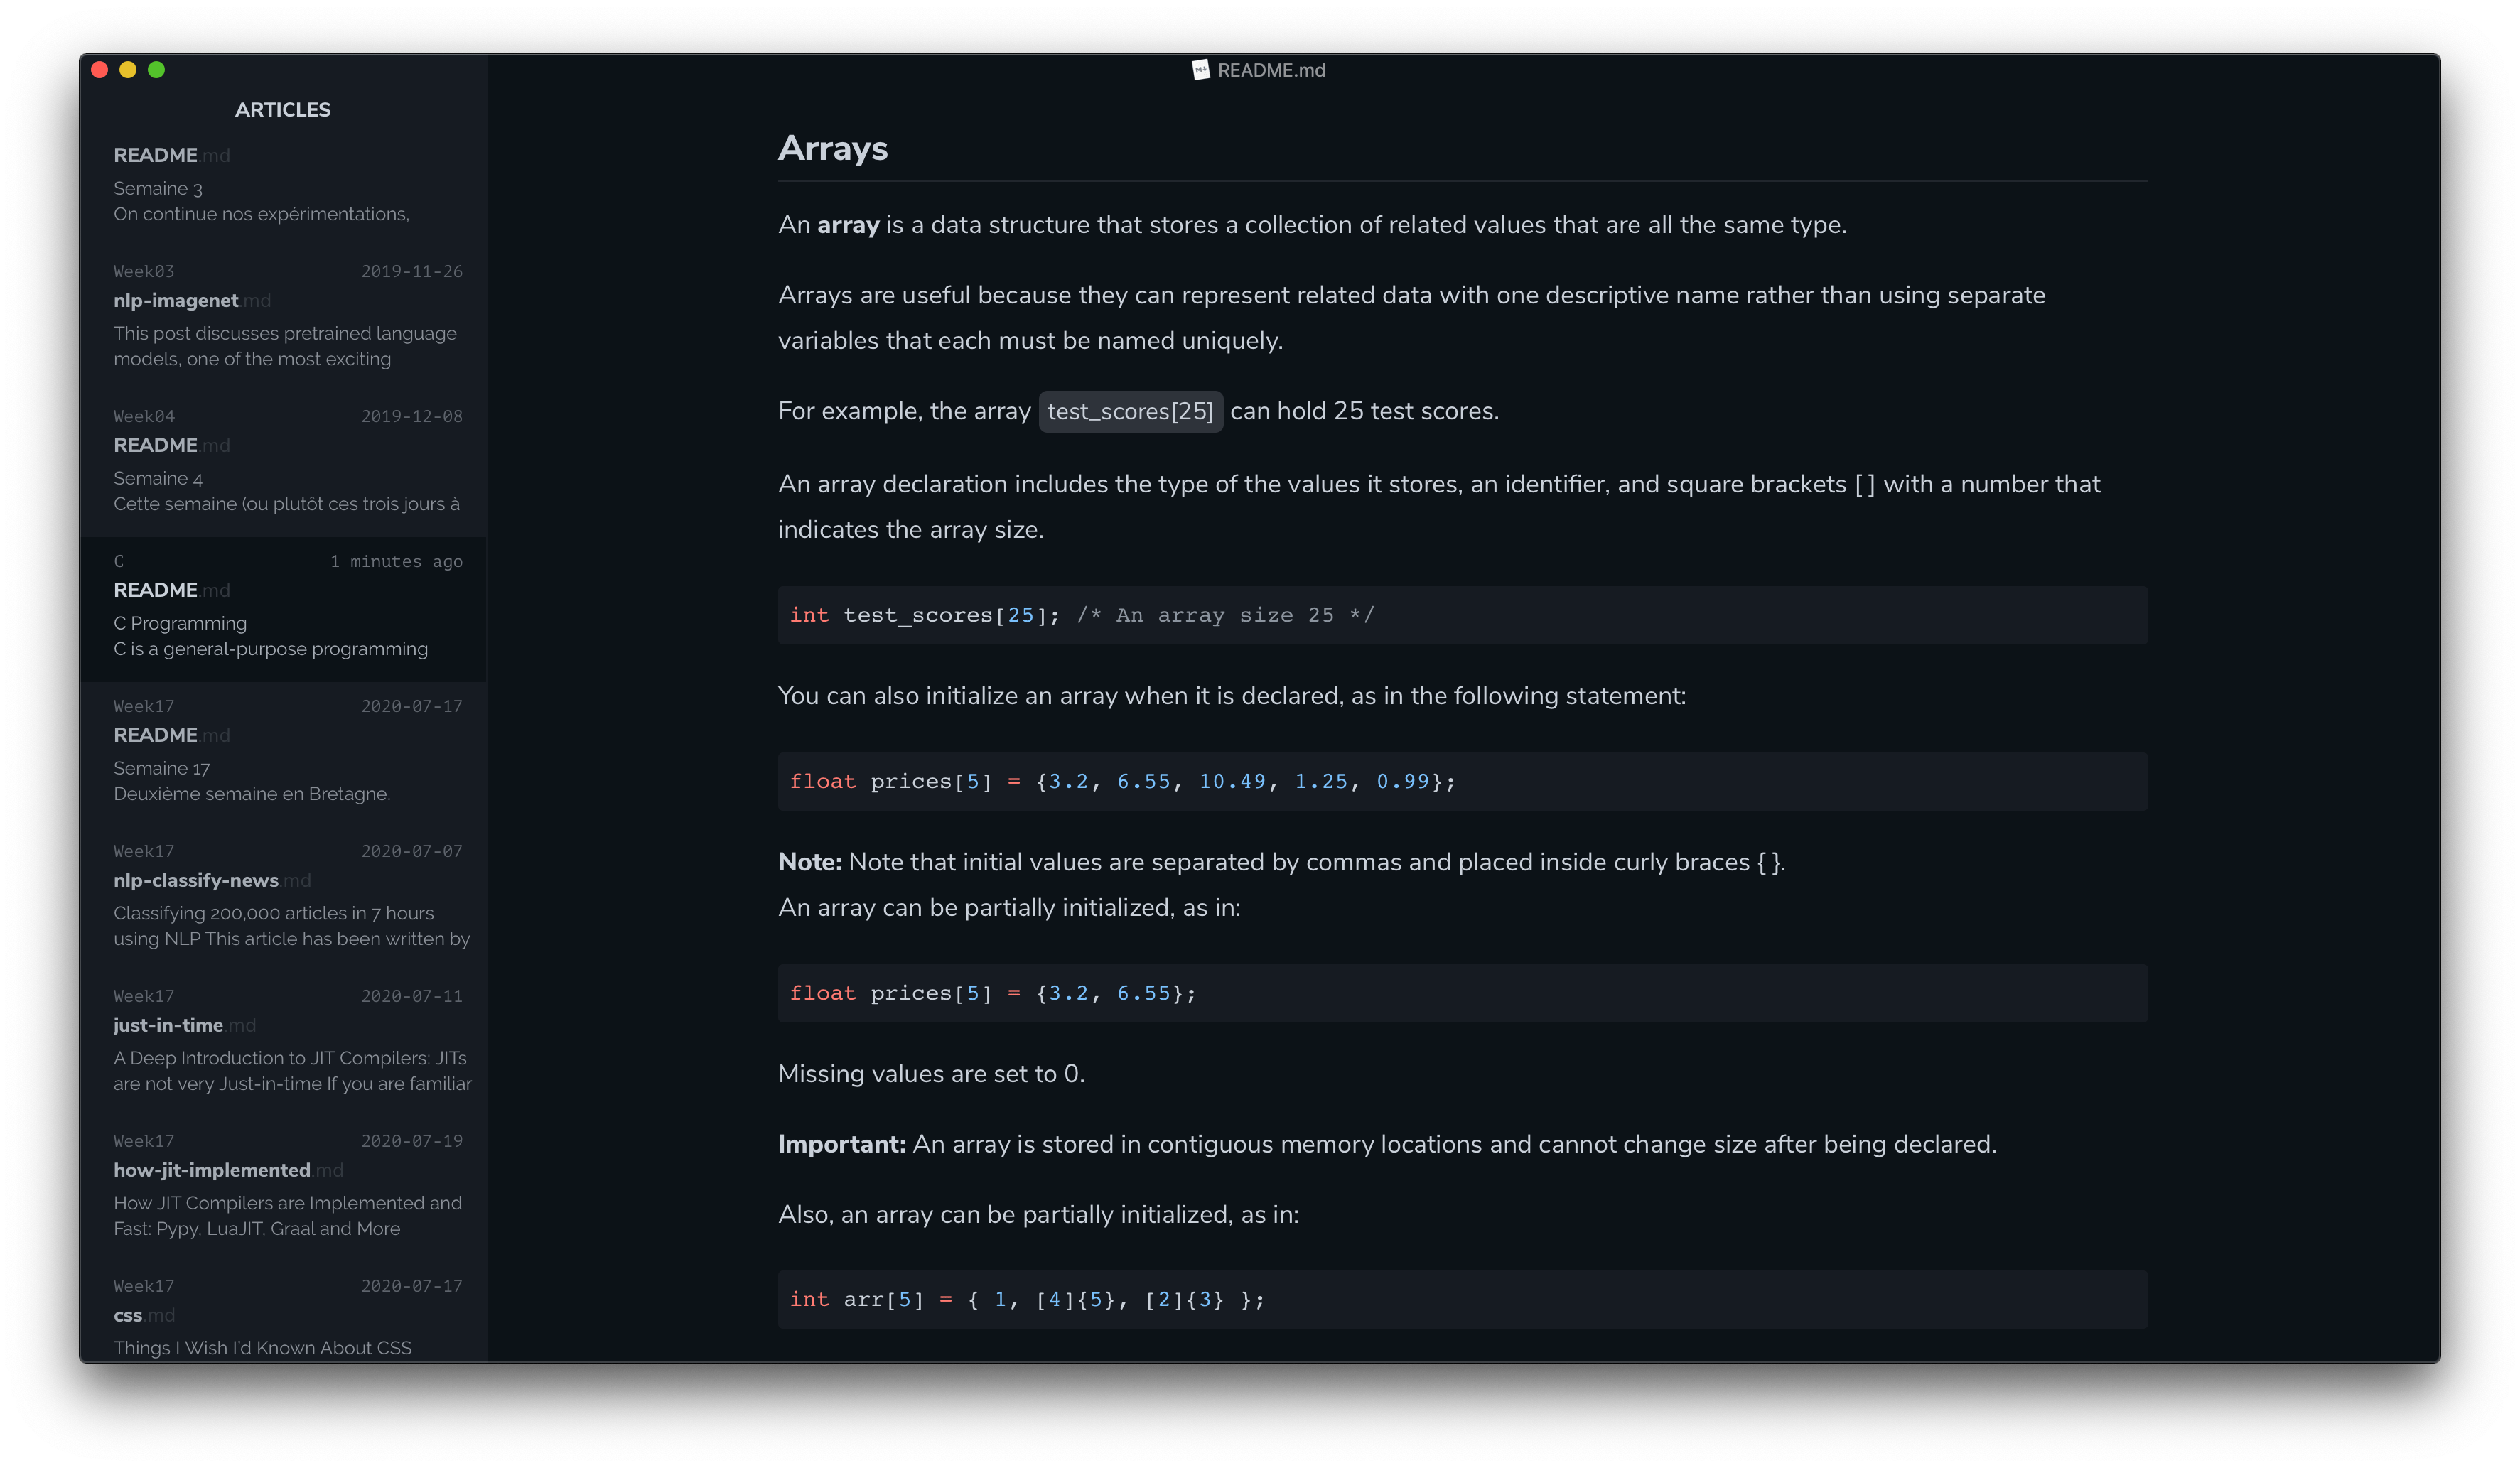 README.md
ARTICLES
README.md
Semaine 3
On continue nos expérimentations,
Week03 2019-11-26
nlp-imagenet.md
This post discusses pretrained language
models, one of the most exciting
Week04 2019-12-08
README.md
Semaine 4
Cette semaine (ou plutôt ces trois jours à
C 1 minutes ago
README.md
C Programming
C is a general-purpose programming
Week17 2020-07-17
README.md
Semaine 17
Deuxième semaine en Bretagne.
Week17 2020-07-07
nlp-classify-news.md
Classifying 200,000 articles in 7 hours
using NLP This article has been written by
Week17 2020-07-11
just-in-time.md
A Deep Introduction to JIT Compilers: JITs
are not very Just-in-time If you are familiar
Week17 2020-07-19
how-jit-implemented.md
How JIT Compilers are Implemented and
Fast: Pypy, LuaJIT, Graal and More
Week17 2020-07-17
css.md
Things I Wish I'd Known About CSS
Arrays
An array is a data structure that stores a collection of related values that are all the same type.
Arrays are useful because they can represent related data with one descriptive name rather than using separate
variables that each must be named uniquely.
For example, the array test_scores[25] can hold 25 test scores.
An array declaration includes the type of the values it stores, an identifier, and square brackets [ ] with a number that
indicates the array size.
int test_scores[25]; /* An array size 25 */
You can also initialize an array when it is declared, as in the following statement:
float prices[5] = {3.2, 6.55, 10.49, 1.25, 0.99};
Note: Note that initial values are separated by commas and placed inside curly braces { }.
An array can be partially initialized, as in:
float prices[5] = {3.2, 6.55};
Missing values are set to 0.
Important: An array is stored in contiguous memory locations and cannot change size after being declared.
Also, an array can be partially initialized, as in:
int arr[5] = { 1, [4]{5}, [2]{3} };